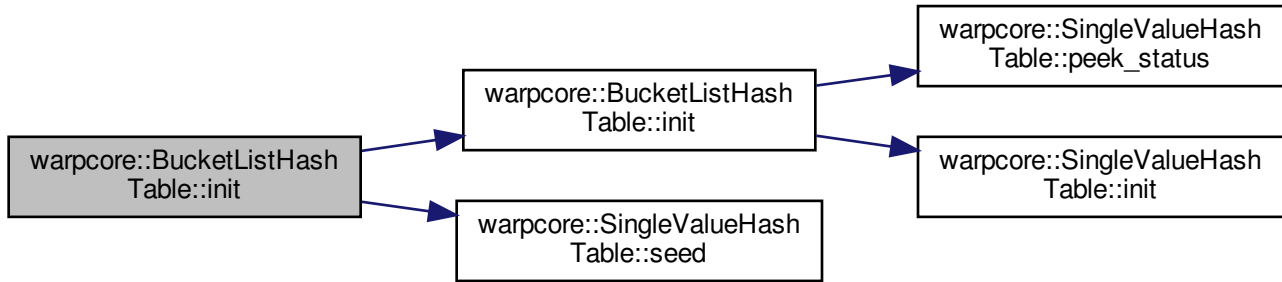 warpcore::BucketListHash
Table::init
warpcore::BucketListHash
Table::init
warpcore::SingleValueHash
Table::seed
warpcore::SingleValueHash
Table::peek_status
warpcore::SingleValueHash
Table::init